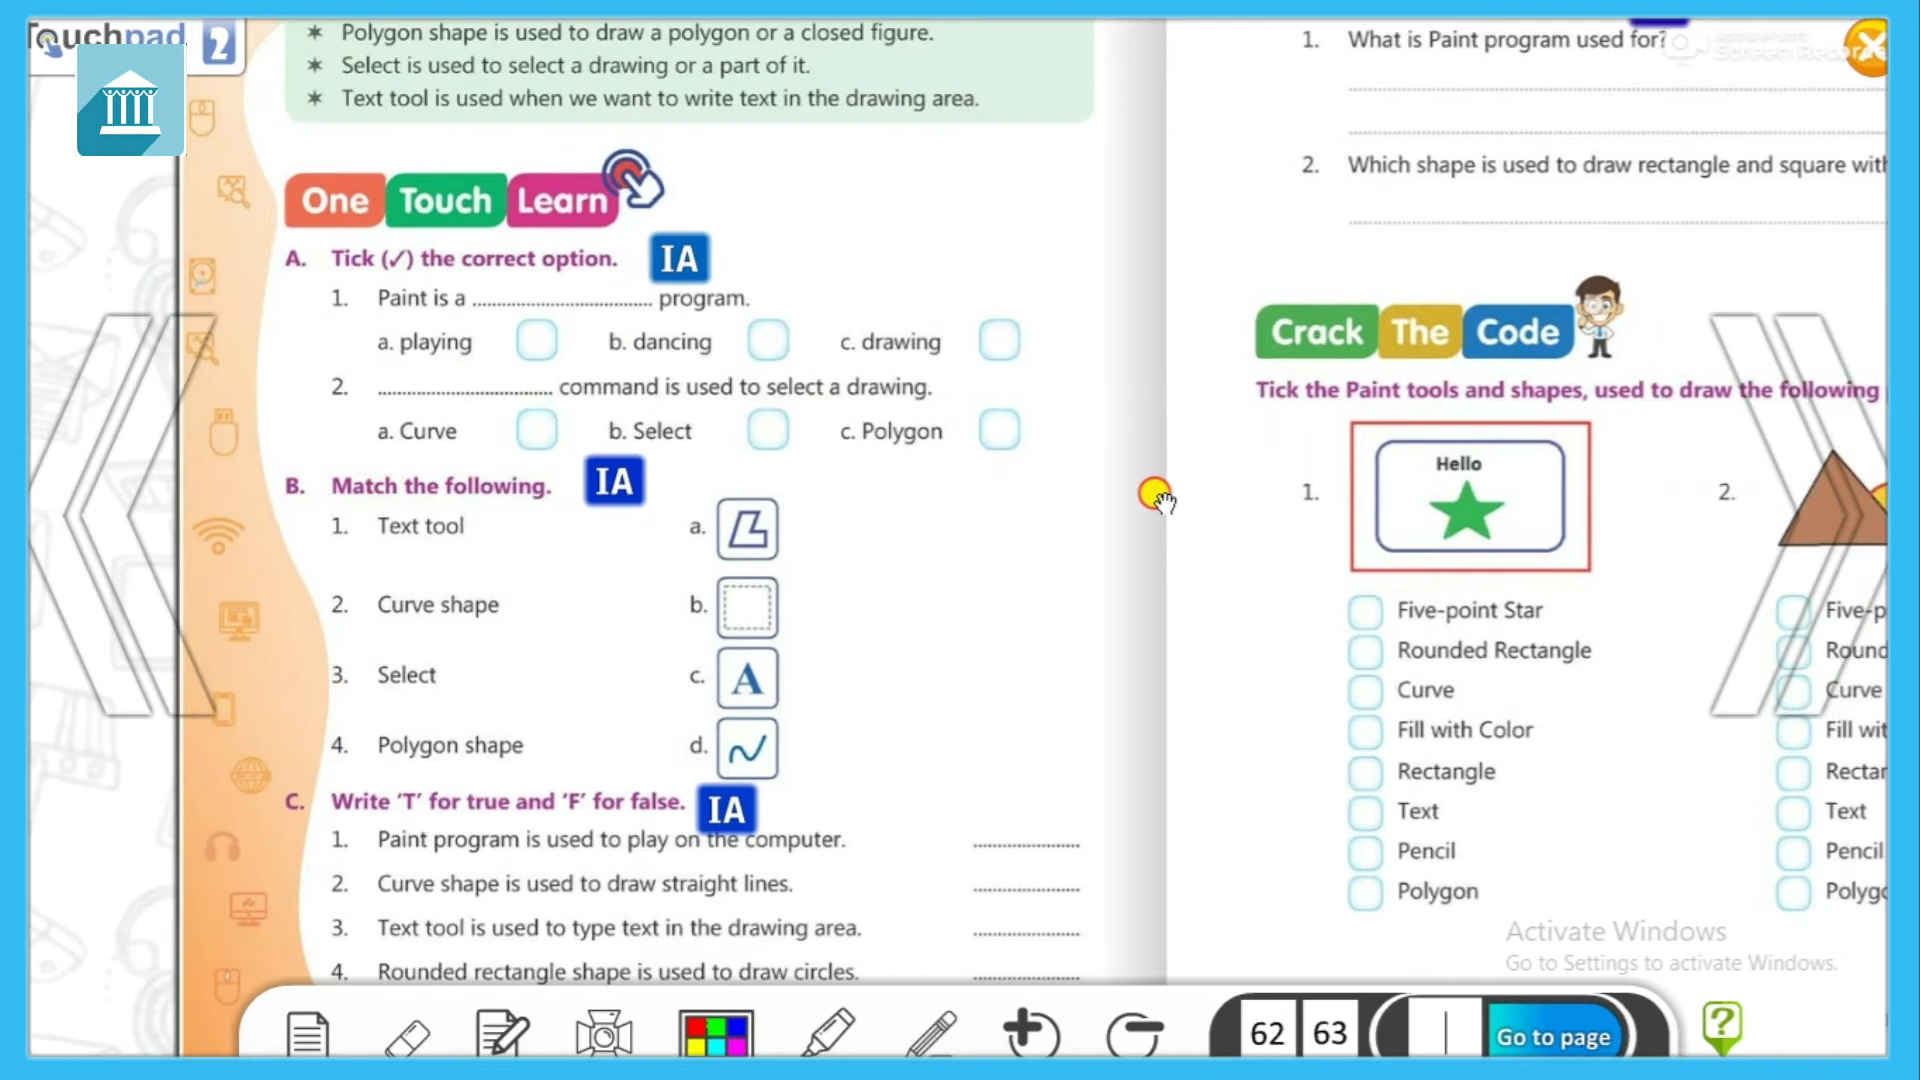 Touchpad 2
✶ Polygon shape is used to draw a polygon or a closed figure.
✶ Select is used to select a drawing or a part of it.
✶ Text tool is used when we want to write text in the drawing area.
One Touch Learn
A. Tick (✓) the correct option. IA
1. Paint is a .................................... program.
a. playing b. dancing c. drawing
2. ................................... command is used to select a drawing.
a. Curve b. Select c. Polygon
B. Match the following. IA
1. Text tool a.
2. Curve shape b.
3. Select c. A
4. Polygon shape d.
C. Write ‘T’ for true and ‘F’ for false. IA
1. Paint program is used to play on the computer. .....................
2. Curve shape is used to draw straight lines. .....................
3. Text tool is used to type text in the drawing area. .....................
4. Rounded rectangle shape is used to draw circles. .....................
1. What is Paint program used for?
Screen Recor
2. Which shape is used to draw rectangle and square with
Crack The Code
Tick the Paint tools and shapes, used to draw the following
1. Hello
2.
Five-point Star
Rounded Rectangle
Curve
Fill with Color
Rectangle
Text
Pencil
Polygon
Five-p
Round
Curve
Fill wit
Rectar
Text
Pencil
Polygo
Activate Windows
Go to Settings to activate Windows.
62 63 Go to page ?